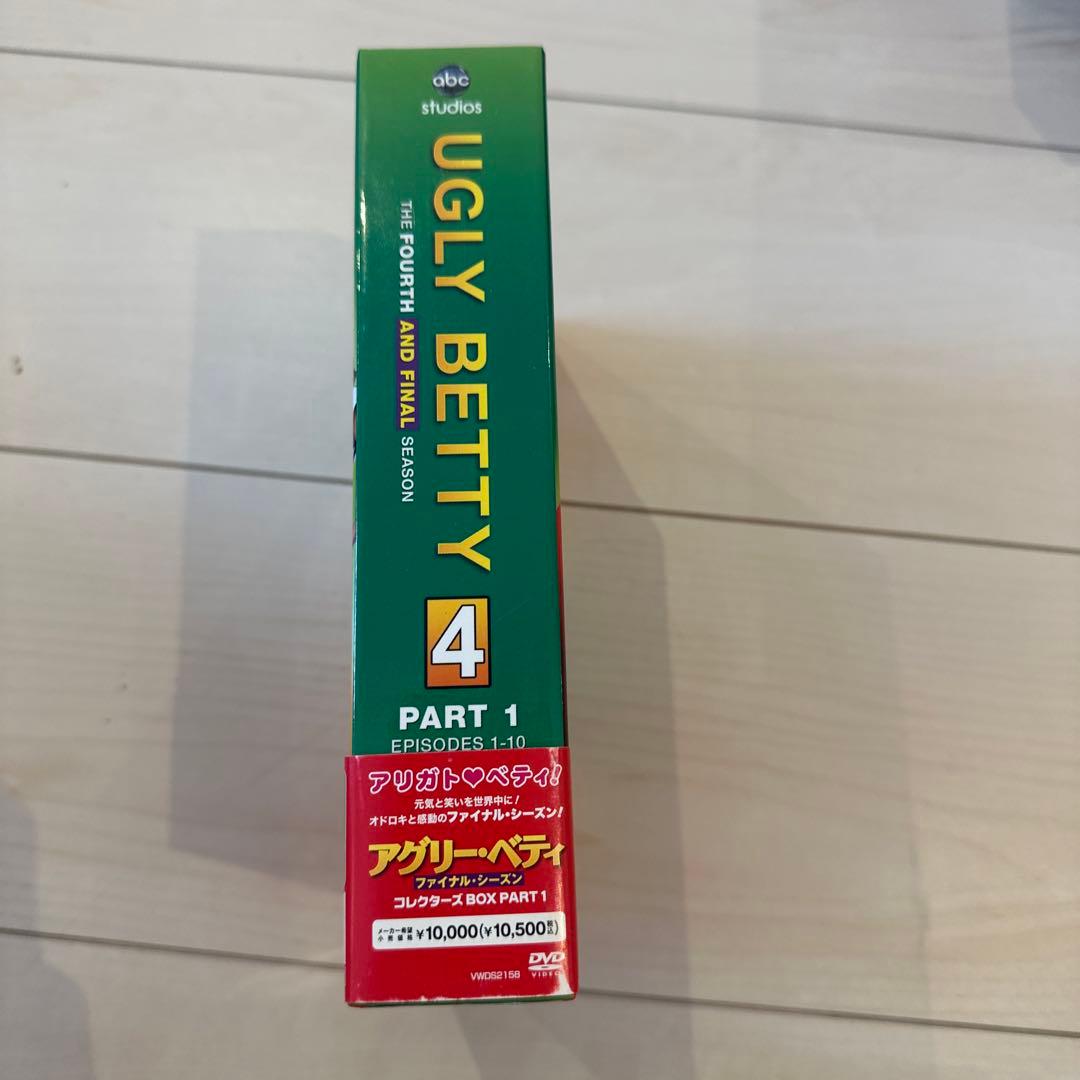 abc
studios
UGLY BETTY
THE FOURTH AND FINAL SEASON
4
PART 1
EPISODES 1-10
アリガト♥ベティ!
元気と笑いを世界中に!
オドロキと感動のファイナル・シーズン!
アグリー・ベティ
ファイナル・シーズン
コレクターズ BOX PART 1
メーカー希望小売価格 ¥10,000(¥10,500税込)
DVD
VIDEO
VWDS2158